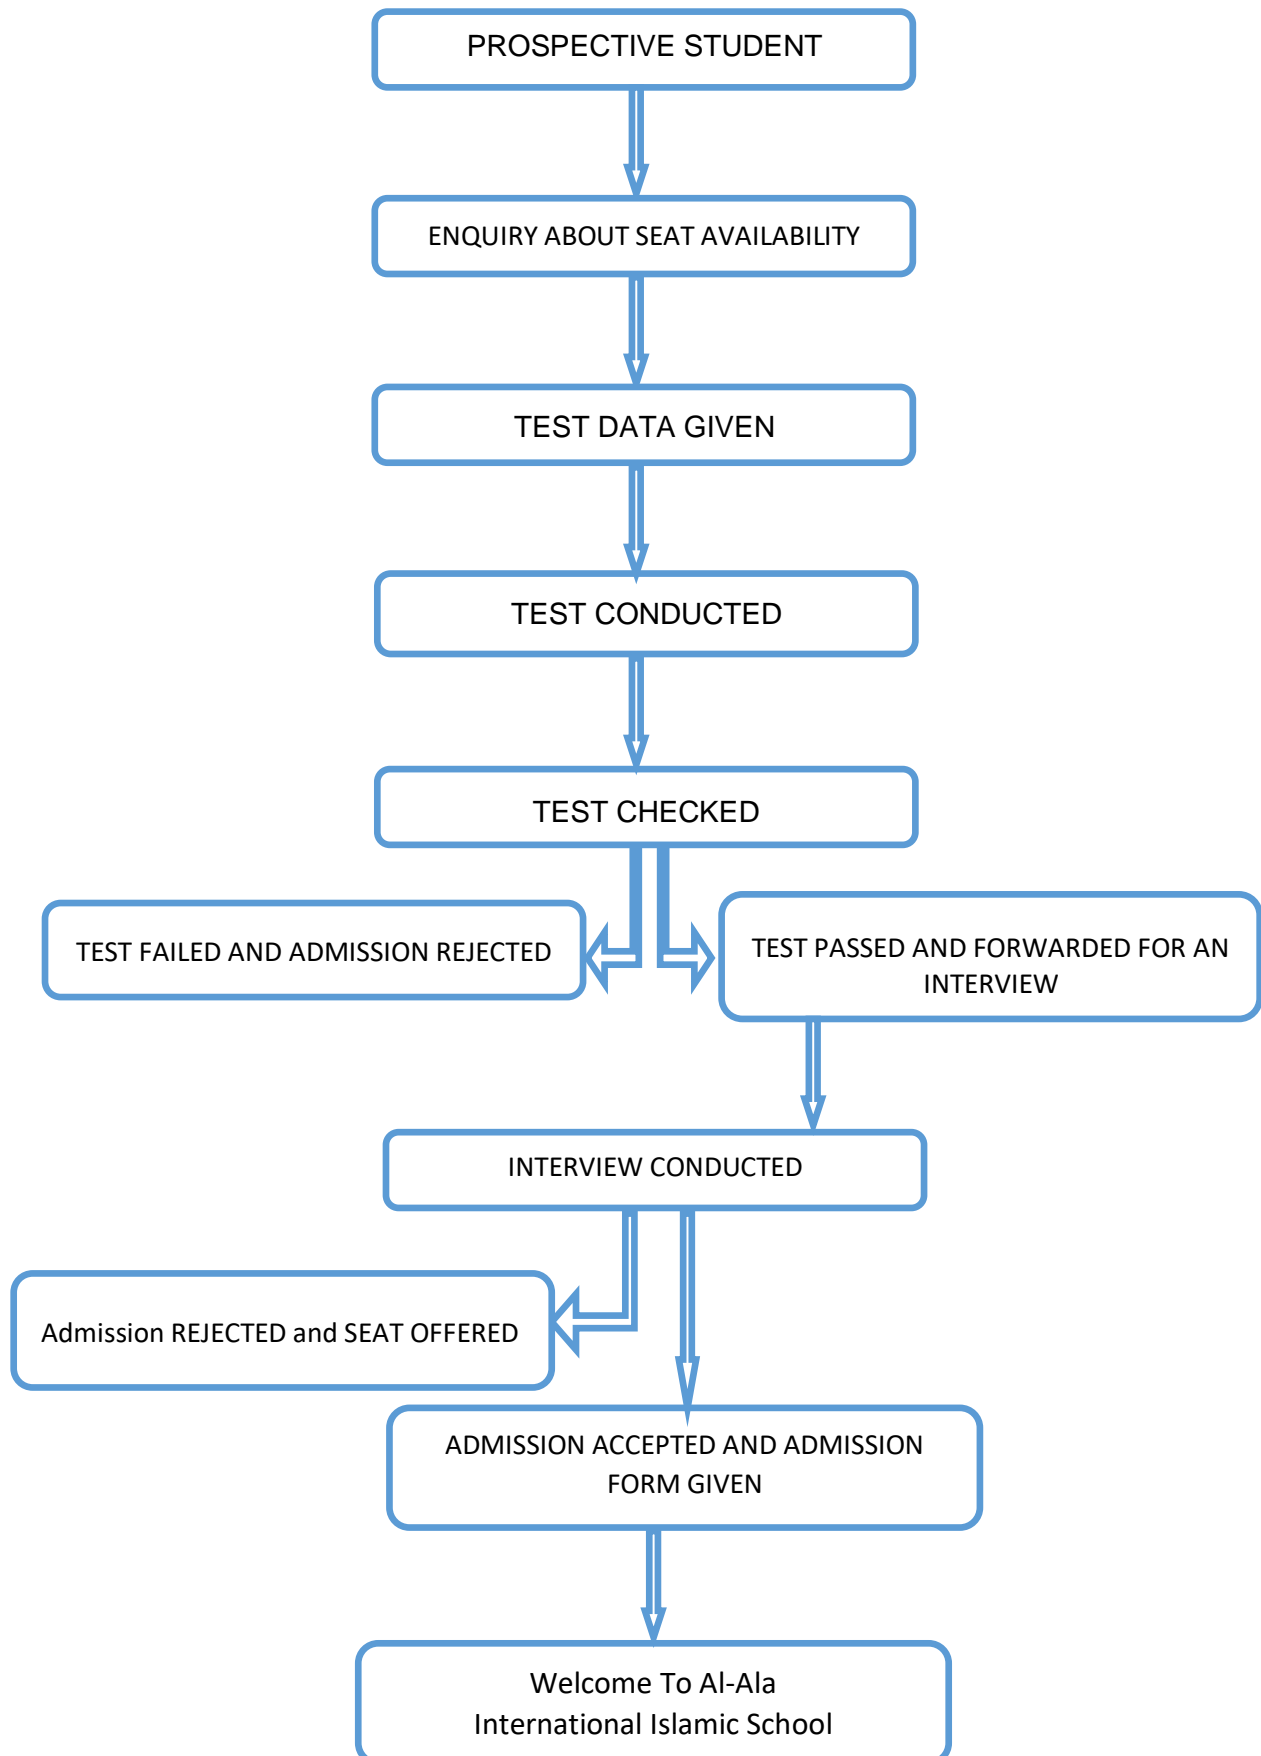 PROSPECTIVE STUDENT
ENQUIRY ABOUT SEAT AVAILABILITY
TEST DATA GIVEN
TEST CONDUCTED
TEST CHECKED
TEST FAILED AND ADMISSION REJECTED
TEST PASSED AND FORWARDED FOR AN
INTERVIEW
INTERVIEW CONDUCTED
Admission REJECTED and SEAT OFFERED
ADMISSION ACCEPTED AND ADMISSION
FORM GIVEN
Welcome To Al-Ala
International Islamic School